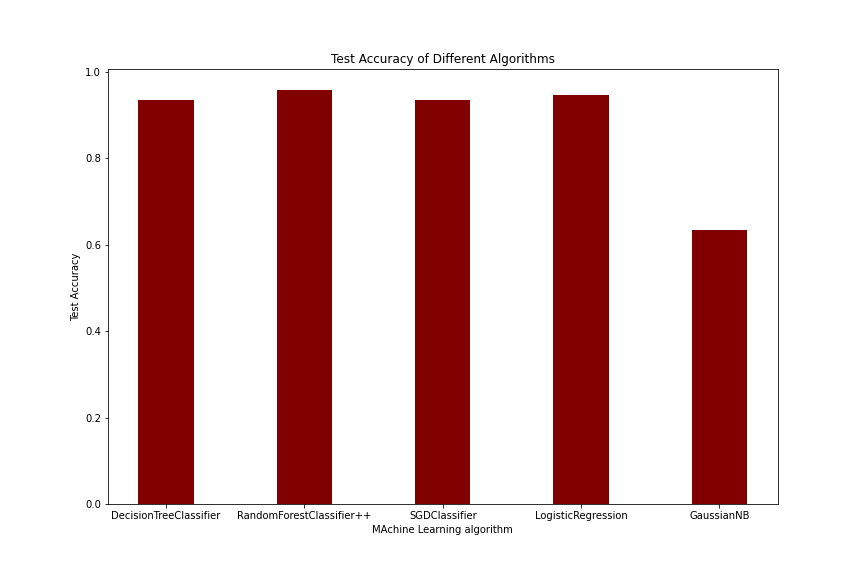 Test Accuracy of Different Algorithms
1.0
0.8
0.6
0.4
0.2
0.0
Test Accuracy
DecisionTreeClassifier RandomForestClassifier++ SGDClassifier LogisticRegression GaussianNB
MAchine Learning algorithm